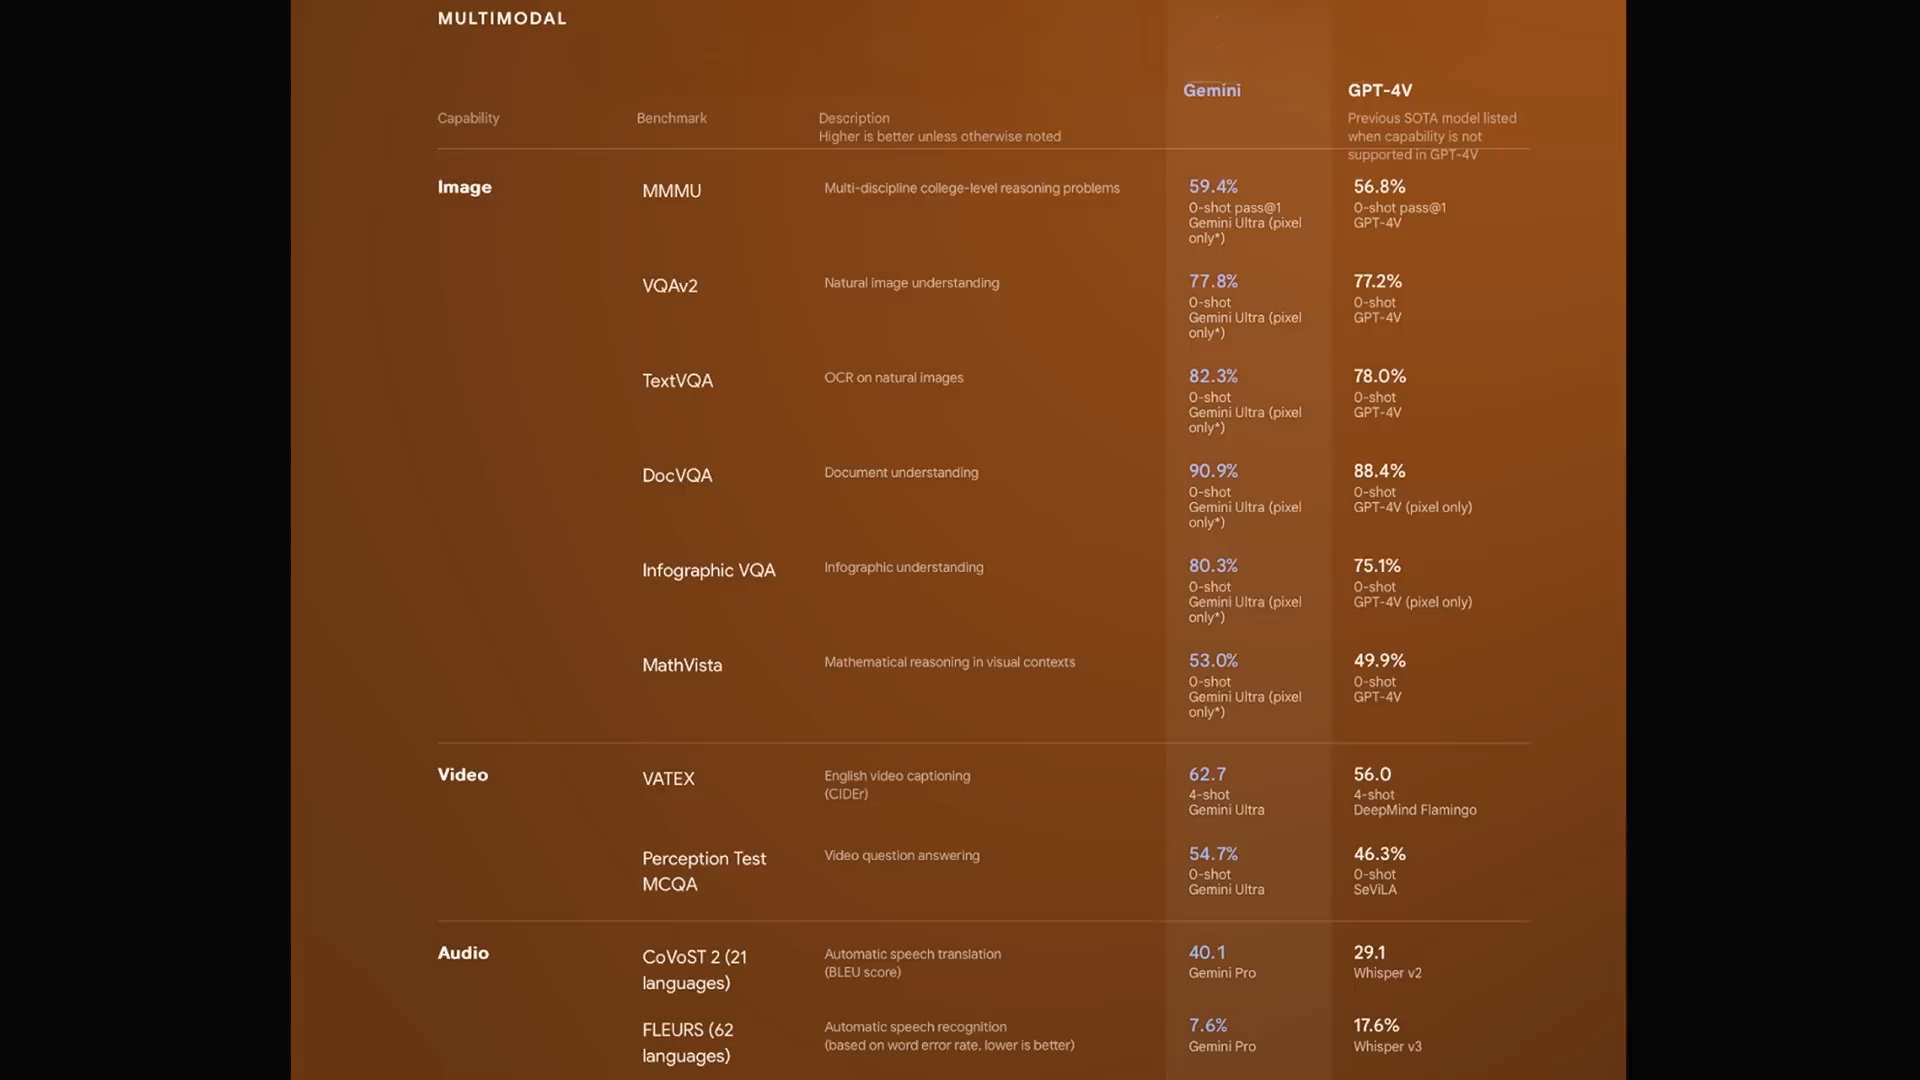 MULTIMODAL
Gemini
GPT-4V
Capability
Benchmark
Description
Higher is better unless otherwise noted
Previous SOTA model listed
when capability is not
supported in GPT-4V
Image
MMMU
Multi-discipline college-level reasoning problems
59.4%
0-shot pass@1
Gemini Ultra (pixel
only*)
56.8%
0-shot pass@1
GPT-4V
VQAv2
Natural image understanding
77.8%
0-shot
Gemini Ultra (pixel
only*)
77.2%
0-shot
GPT-4V
TextVQA
OCR on natural images
82.3%
0-shot
Gemini Ultra (pixel
only*)
78.0%
0-shot
GPT-4V
DocVQA
Document understanding
90.9%
0-shot
Gemini Ultra (pixel
only*)
88.4%
0-shot
GPT-4V (pixel only)
Infographic VQA
Infographic understanding
80.3%
0-shot
Gemini Ultra (pixel
only*)
75.1%
0-shot
GPT-4V (pixel only)
MathVista
Mathematical reasoning in visual contexts
53.0%
0-shot
Gemini Ultra (pixel
only*)
49.9%
0-shot
GPT-4V
Video
VATEX
English video captioning
(CIDEr)
62.7
4-shot
Gemini Ultra
56.0
4-shot
DeepMind Flamingo
Perception Test
MCQA
Video question answering
54.7%
0-shot
Gemini Ultra
46.3%
0-shot
SeViLA
Audio
CoVoST 2 (21
languages)
Automatic speech translation
(BLEU score)
40.1
Gemini Pro
29.1
Whisper v2
FLEURS (62
languages)
Automatic speech recognition
(based on word error rate, lower is better)
7.6%
Gemini Pro
17.6%
Whisper v3